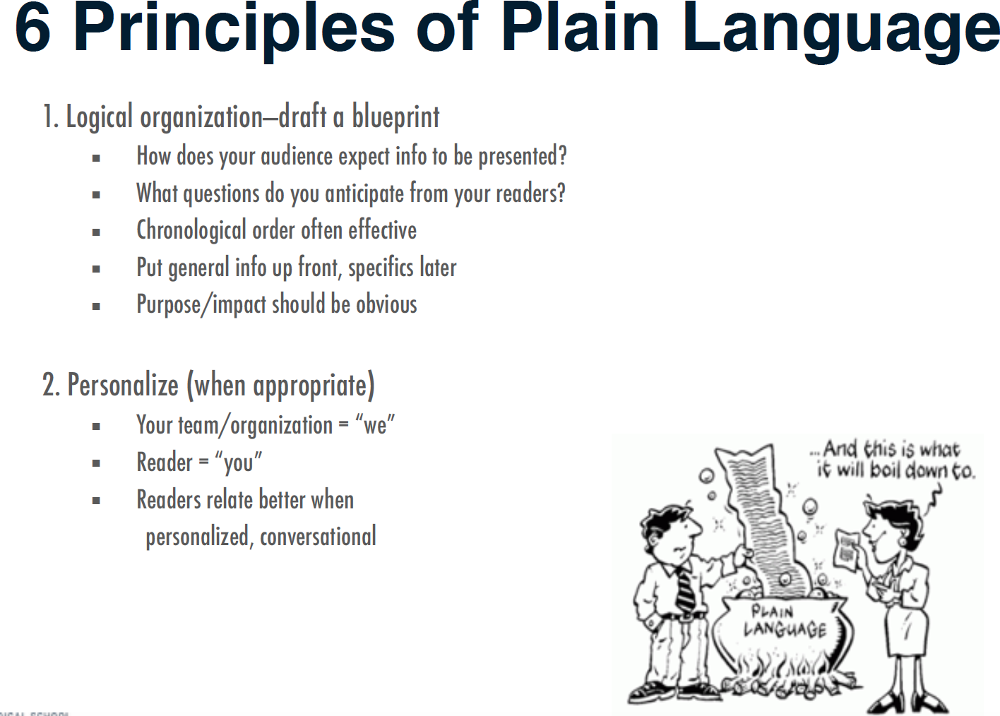 6 Principles of Plain Language
1. Logical organization—draft a blueprint
▪ How does your audience expect info to be presented?
▪ What questions do you anticipate from your readers?
▪ Chronological order often effective
▪ Put general info up front, specifics later
▪ Purpose/impact should be obvious
2. Personalize (when appropriate)
▪ Your team/organization = “we”
▪ Reader = “you”
▪ Readers relate better when
personalized, conversational
...And this is what
it will boil down to.
PLAIN
LANGUAGE